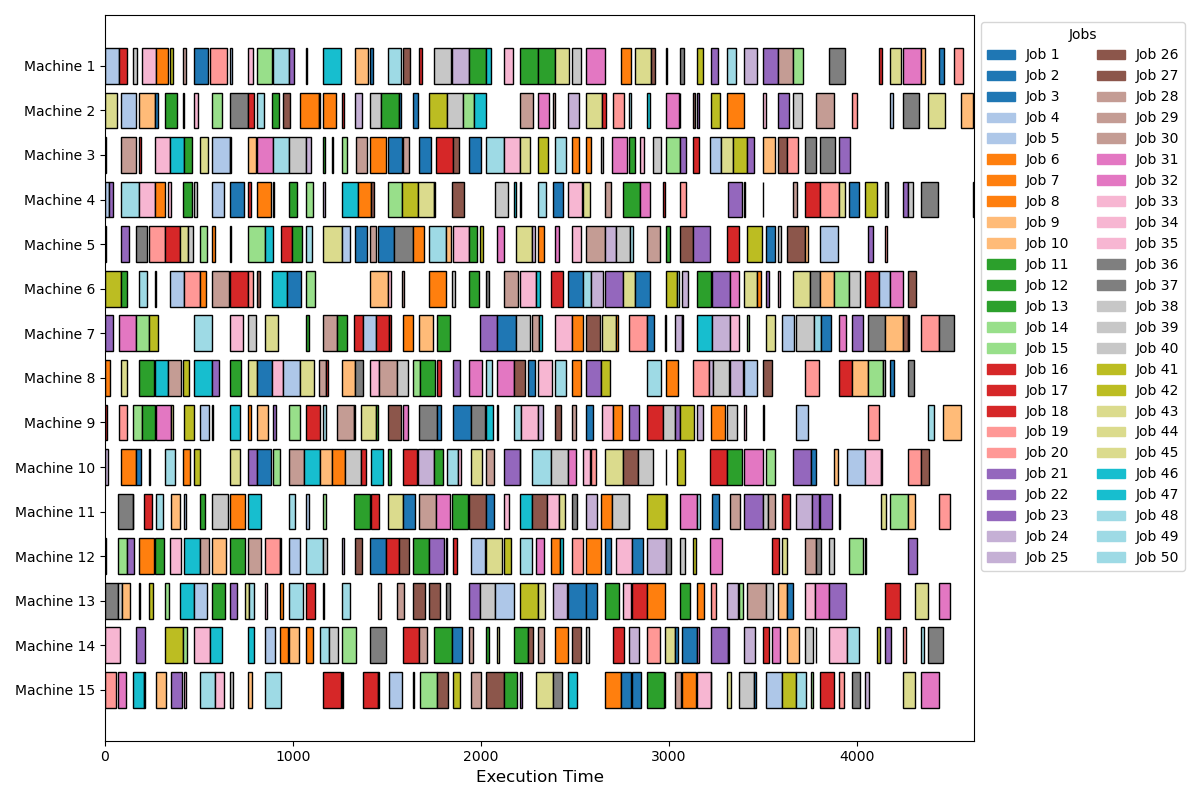 Machine 1
Machine 2
Machine 3
Machine 4
Machine 5
Machine 6
Machine 7
Machine 8
Machine 9
Machine 10
Machine 11
Machine 12
Machine 13
Machine 14
Machine 15
0 1000 2000 3000 4000
Execution Time
Jobs
Job 1
Job 2
Job 3
Job 4
Job 5
Job 6
Job 7
Job 8
Job 9
Job 10
Job 11
Job 12
Job 13
Job 14
Job 15
Job 16
Job 17
Job 18
Job 19
Job 20
Job 21
Job 22
Job 23
Job 24
Job 25
Job 26
Job 27
Job 28
Job 29
Job 30
Job 31
Job 32
Job 33
Job 34
Job 35
Job 36
Job 37
Job 38
Job 39
Job 40
Job 41
Job 42
Job 43
Job 44
Job 45
Job 46
Job 47
Job 48
Job 49
Job 50